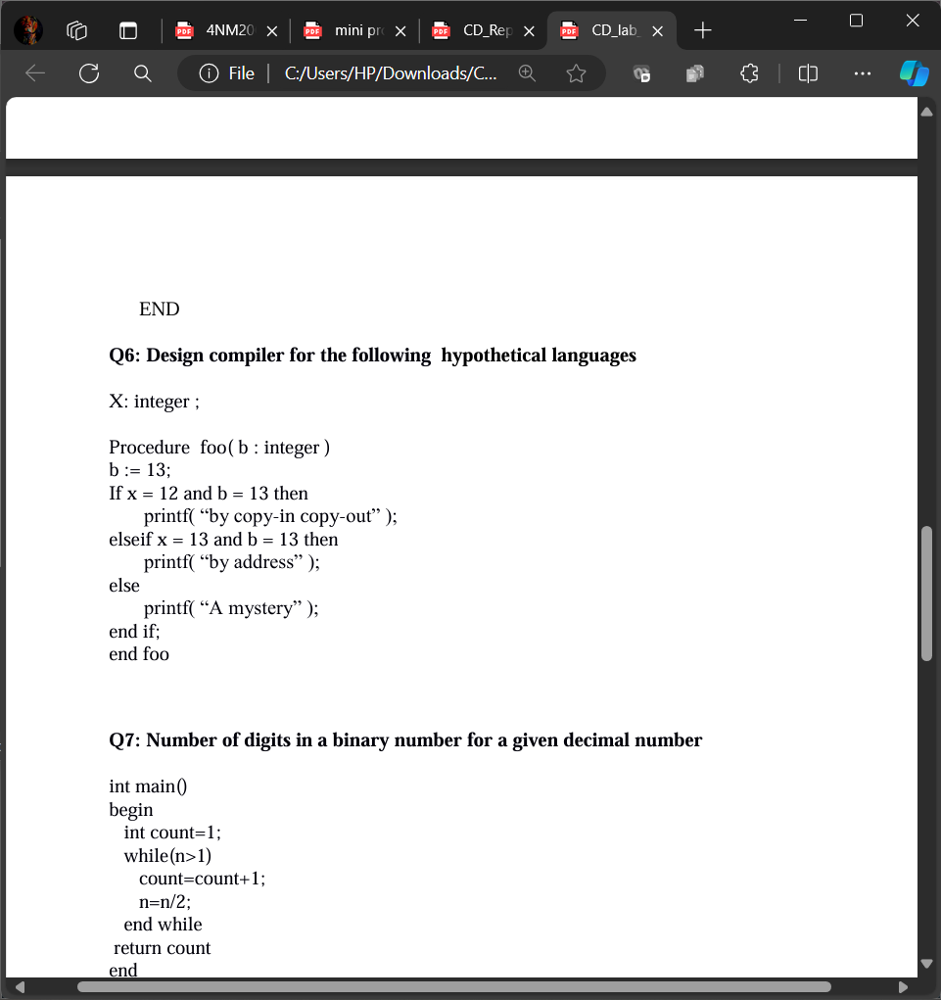 4NM20
mini pr
CD_Rep
CD_lab_
File
C:/Users/HP/Downloads/C...
END
Q6: Design compiler for the following  hypothetical languages
X: integer ;
Procedure  foo( b : integer )
b := 13;
If x = 12 and b = 13 then
printf( “by copy-in copy-out” );
elseif x = 13 and b = 13 then
printf( “by address” );
else
printf( “A mystery” );
end if;
end foo
Q7: Number of digits in a binary number for a given decimal number
int main()
begin
int count=1;
while(n>1)
count=count+1;
n=n/2;
end while
return count
end